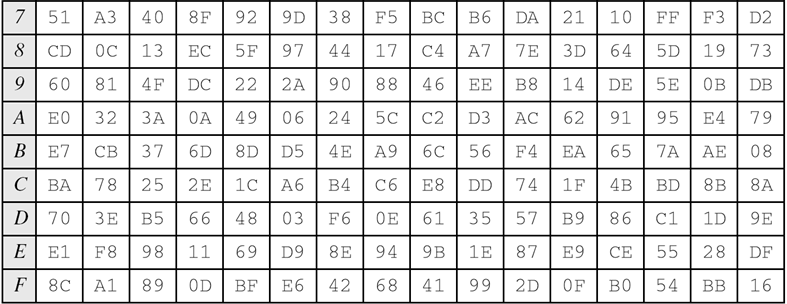 7 51 A3 40 8F 92 9D 38 F5 BC B6 DA 21 10 FF F3 D2
8 CD 0C 13 EC 5F 97 44 17 C4 A7 7E 3D 64 5D 19 73
9 60 81 4F DC 22 2A 90 88 46 EE B8 14 DE 5E 0B DB
A E0 32 3A 0A 49 06 24 5C C2 D3 AC 62 91 95 E4 79
B E7 CB 37 6D 8D D5 4E A9 6C 56 F4 EA 65 7A AE 08
C BA 78 25 2E 1C A6 B4 C6 E8 DD 74 1F 4B BD 8B 8A
D 70 3E B5 66 48 03 F6 0E 61 35 57 B9 86 C1 1D 9E
E E1 F8 98 11 69 D9 8E 94 9B 1E 87 E9 CE 55 28 DF
F 8C A1 89 0D BF E6 42 68 41 99 2D 0F B0 54 BB 16